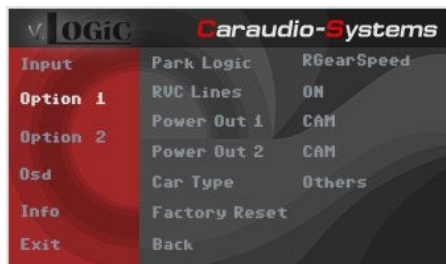 v.LOGiC Caraudio-Systems
Input Park Logic RGearSpeed
Option 1 RVC Lines ON
Power Out 1 CAM
Option 2 Power Out 2 CAM
Osd Car Type Others
Info Factory Reset
Exit Back